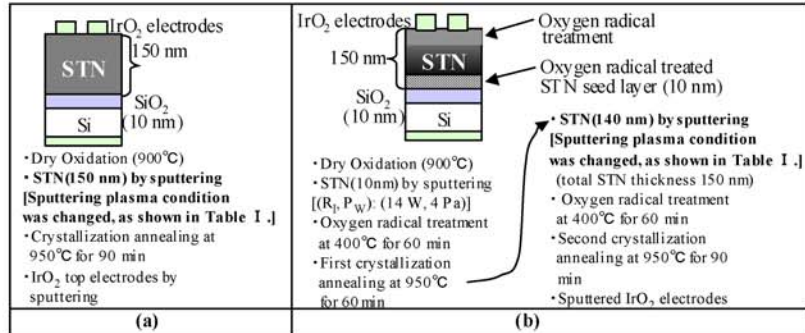 IrO₂ electrodes
150 nm
STN
SiO₂
(10 nm)
Si
・Dry Oxidation (900℃)
・STN(150 nm) by sputtering
[Sputtering plasma condition
was changed, as shown in Table Ⅰ.]
・Crystallization annealing at
950℃ for 90 min
・IrO₂ top electrodes by
sputtering
(a)
IrO₂ electrodes
150 nm
STN
SiO₂
(10 nm)
Si
Oxygen radical
treatment
Oxygen radical treated
STN seed layer (10 nm)
・Dry Oxidation (900℃)
・STN(10nm) by sputtering
[(R_I, P_W): (14 W, 4 Pa)]
・Oxygen radical treatment
at 400℃ for 60 min
・First crystallization
annealing at 950℃
for 60 min
・STN(140 nm) by sputtering
[Sputtering plasma condition
was changed, as shown in Table Ⅰ.]
(total STN thickness 150 nm)
・Oxygen radical treatment
at 400℃ for 60 min
・Second crystallization
annealing at 950℃ for 90
min
・Sputtered IrO₂ electrodes
(b)